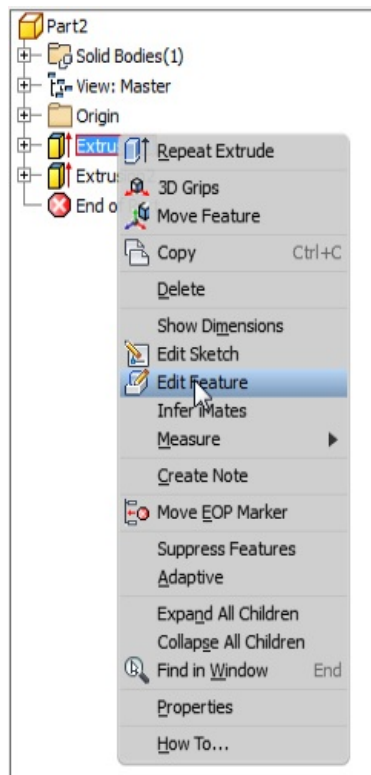 Part2
Solid Bodies(1)
View: Master
Origin
Extru
Extrus
End o
Repeat Extrude
3D Grips
Move Feature
Copy Ctrl+C
Delete
Show Dimensions
Edit Sketch
Edit Feature
Infer iMates
Measure
Create Note
Move EOP Marker
Suppress Features
Adaptive
Expand All Children
Collapse All Children
Find in Window End
Properties
How To...